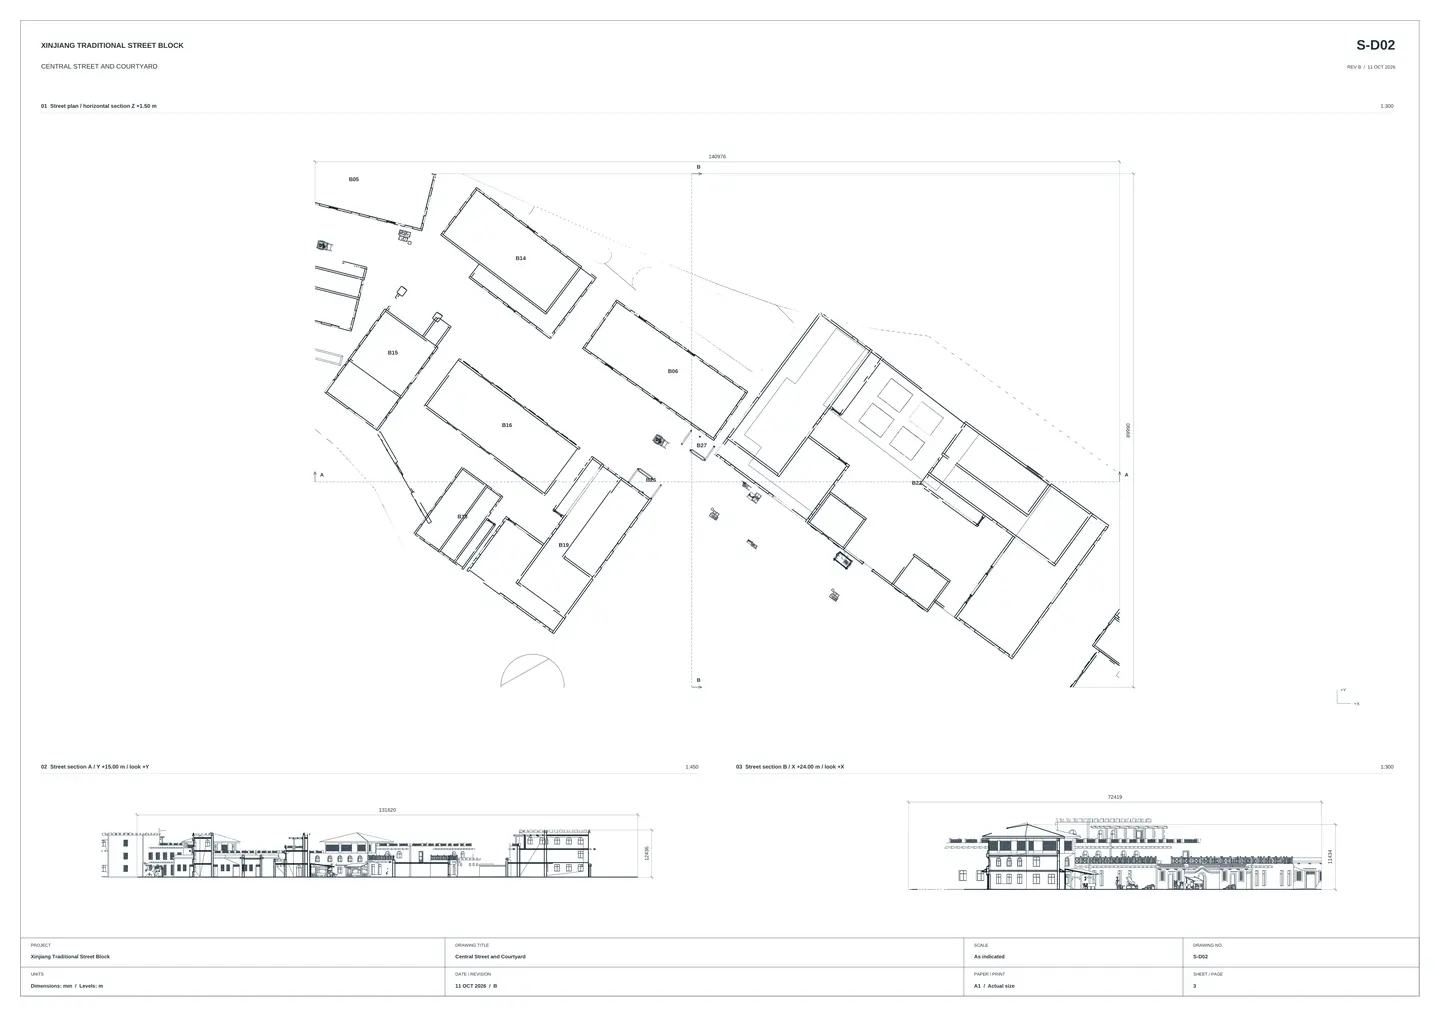 XINJIANG TRADITIONAL STREET BLOCK
S-D02
CENTRAL STREET AND COURTYARD
REV B / 11 OCT 2026
01 Street plan / horizontal section Z +1.50 m
1:300
140976
B
B05
B14
B15
B06
B16
B27
89980
A
A
B22
B19
B
+Y
+X
02 Street section A / Y +15.00 m / look +Y
1:450
03 Street section B / X +24.00 m / look +X
1:300
131620
12436
72419
11434
PROJECT
Xinjiang Traditional Street Block
DRAWING TITLE
Central Street and Courtyard
SCALE
As indicated
DRAWING NO.
S-D02
UNITS
Dimensions: mm / Levels: m
DATE / REVISION
11 OCT 2026 / B
PAPER / PRINT
A1 / Actual size
SHEET / PAGE
3